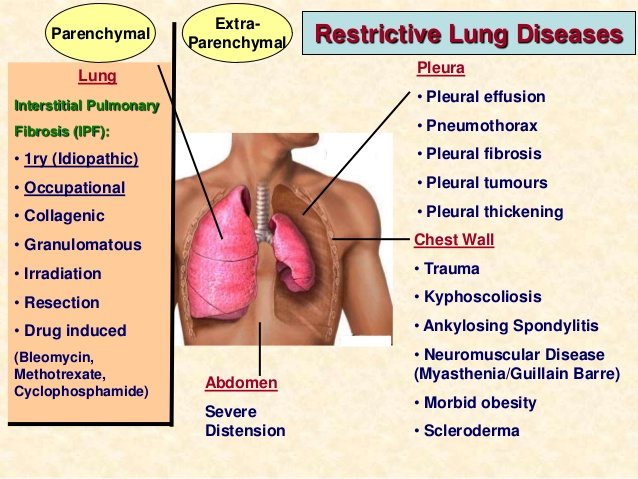 Parenchymal
Extra-
Parenchymal
Restrictive Lung Diseases
Lung
Interstitial Pulmonary
Fibrosis (IPF):
• 1ry (Idiopathic)
• Occupational
• Collagenic
• Granulomatous
• Irradiation
• Resection
• Drug induced
(Bleomycin,
Methotrexate,
Cyclophosphamide)
Abdomen
Severe
Distension
Pleura
• Pleural effusion
• Pneumothorax
• Pleural fibrosis
• Pleural tumours
• Pleural thickening
Chest Wall
• Trauma
• Kyphoscoliosis
• Ankylosing Spondylitis
• Neuromuscular Disease
(Myasthenia/Guillain Barre)
• Morbid obesity
• Scleroderma